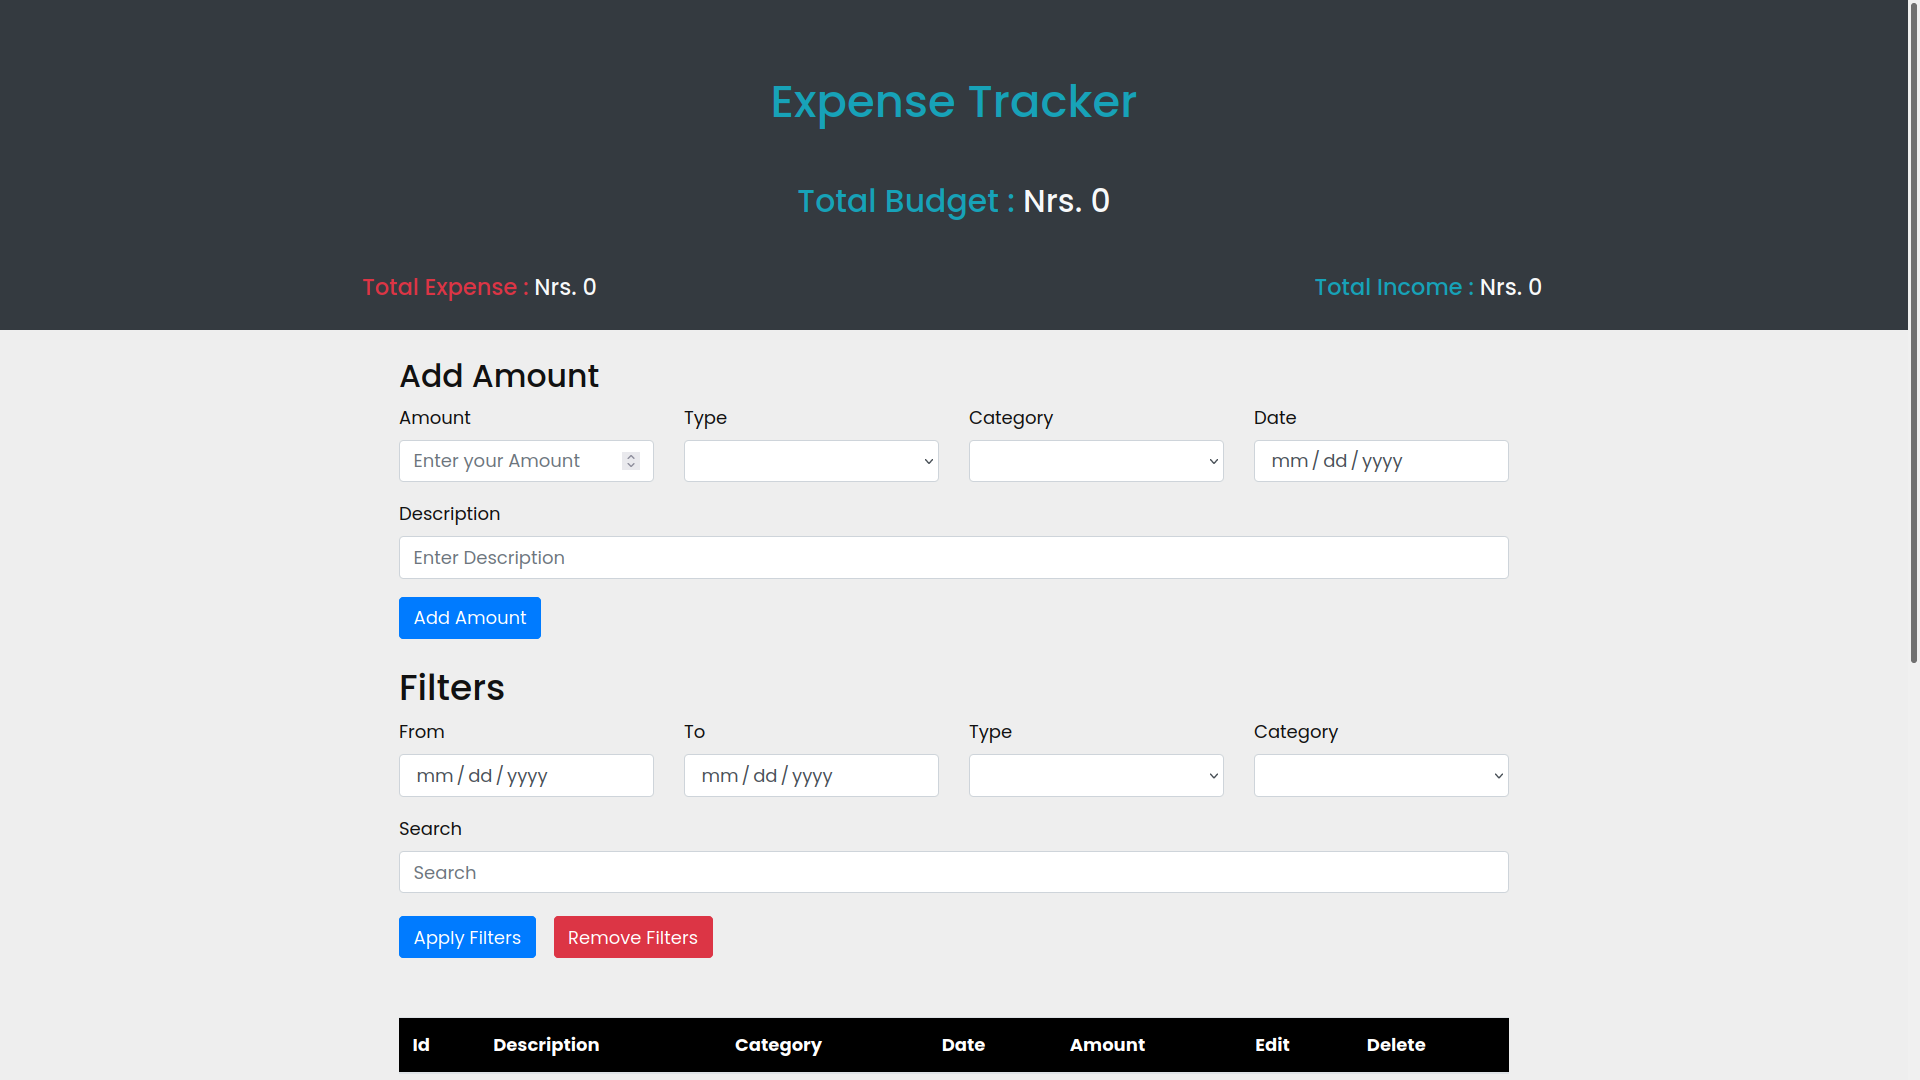 Expense Tracker
Total Budget : Nrs. 0
Total Expense : Nrs. 0 Total Income : Nrs. 0
Add Amount
Amount Type Category Date
Enter your Amount mm/dd/yyyy
Description
Enter Description
Add Amount
Filters
From To Type Category
mm/dd/yyyy mm/dd/yyyy
Search
Search
Apply Filters Remove Filters
Id Description Category Date Amount Edit Delete